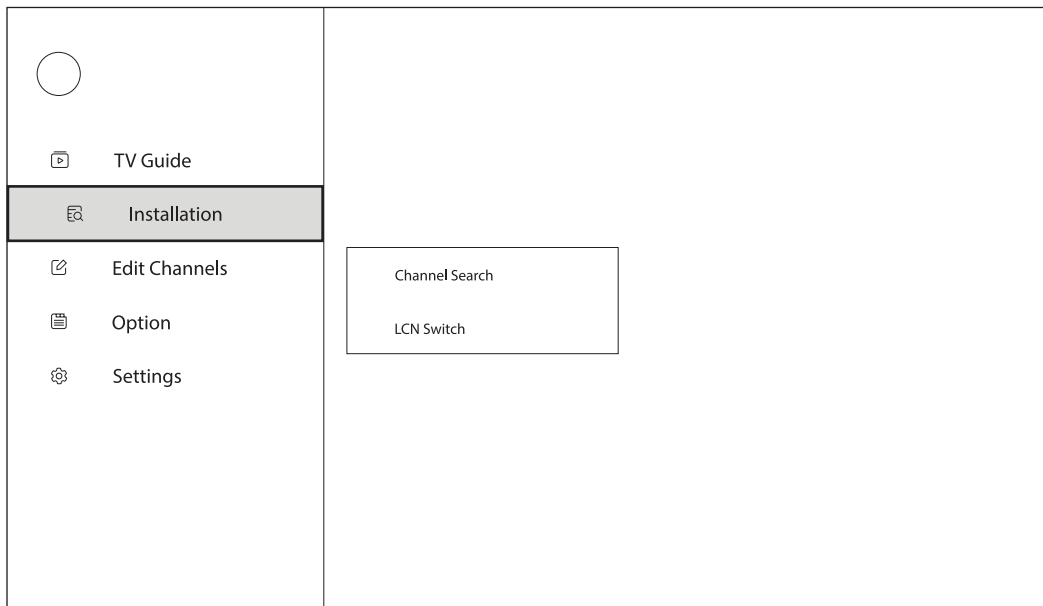 TV Guide
Installation
Edit Channels
Option
Settings
Channel Search
LCN Switch